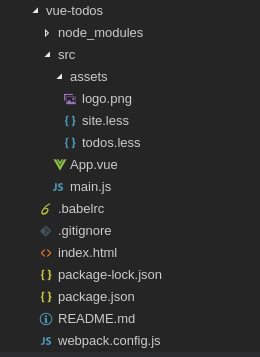 vue-todos
node_modules
src
assets
logo.png
site.less
todos.less
App.vue
JS main.js
.babelrc
.gitignore
index.html
package-lock.json
package.json
README.md
JS webpack.config.js